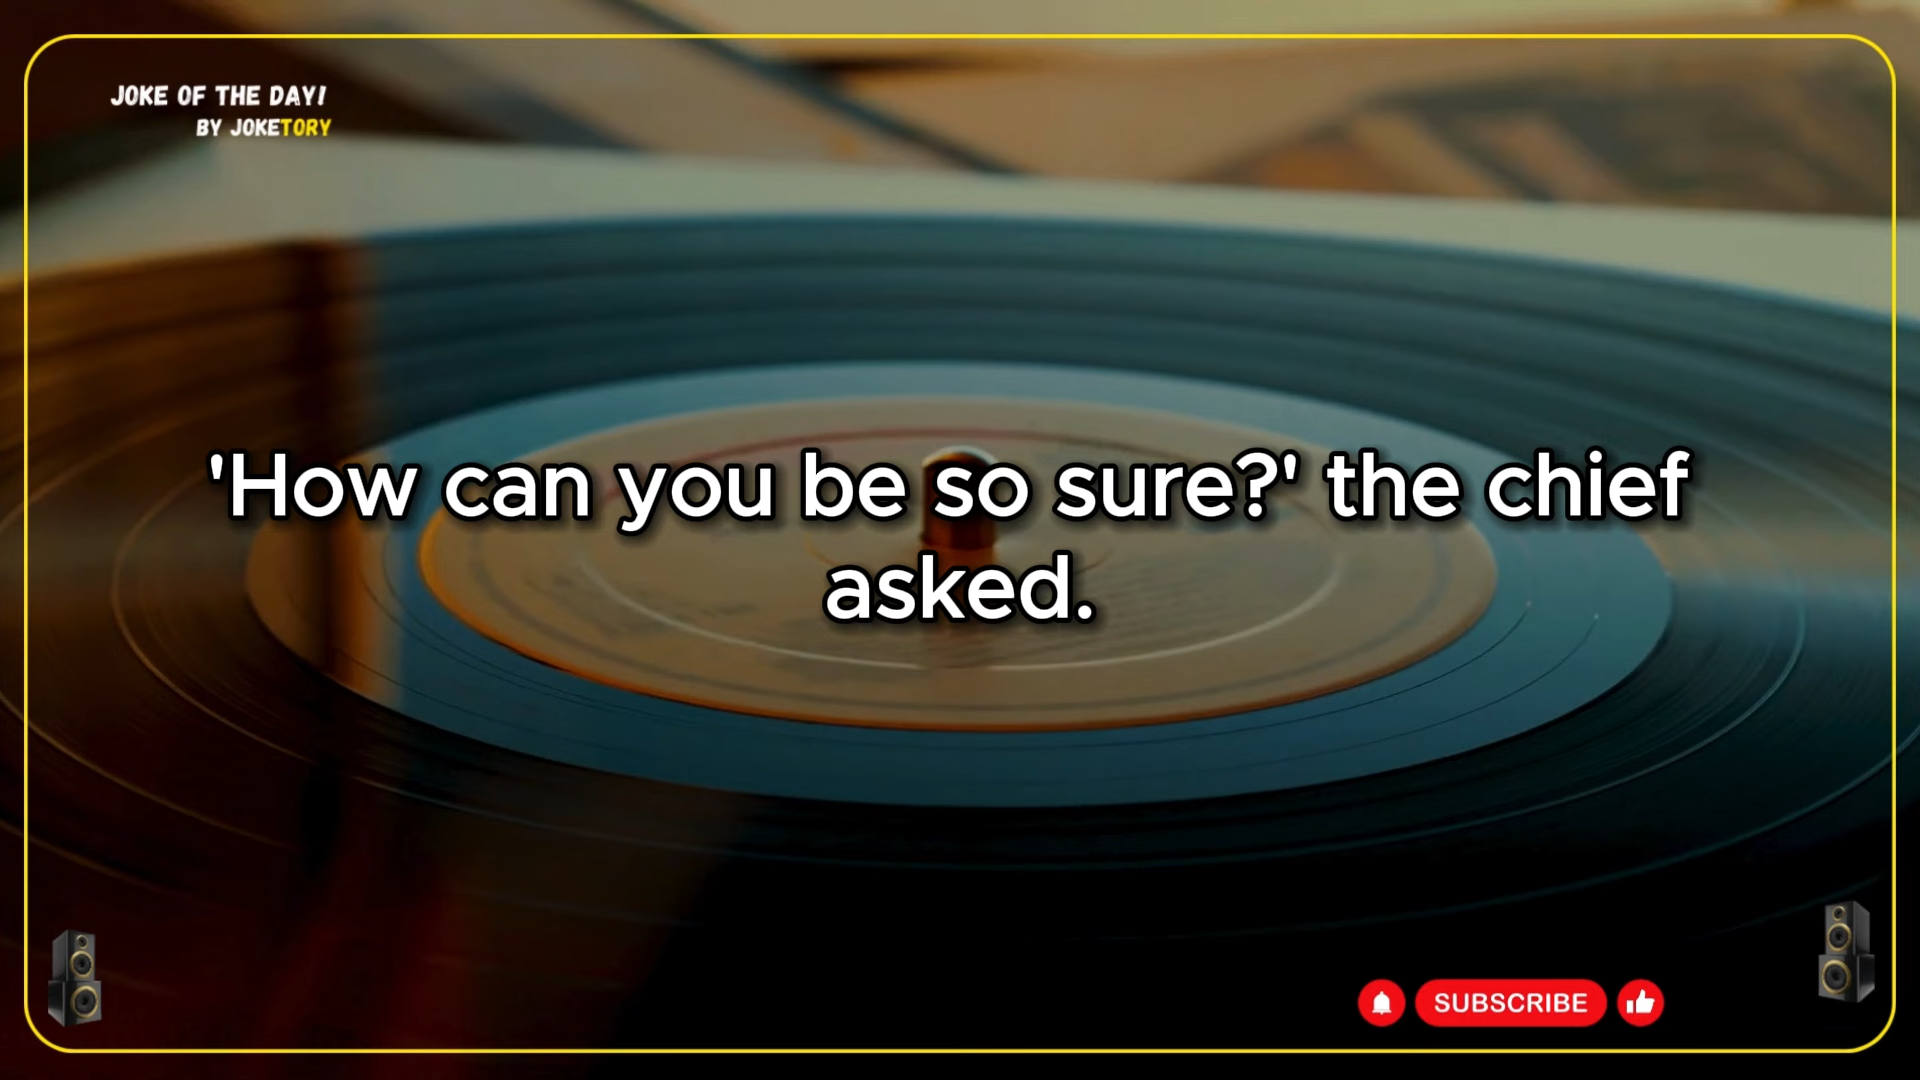 JOKE OF THE DAY!
BY JOKETORY
'How can you be so sure?' the chief
asked.
SUBSCRIBE